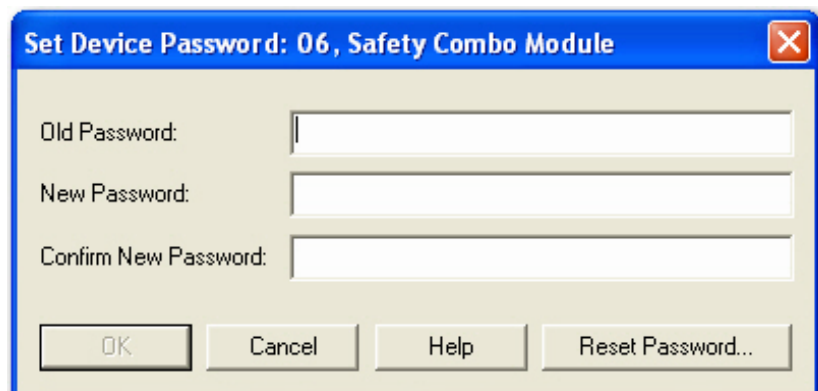 Set Device Password: 06, Safety Combo Module
Old Password:
New Password:
Confirm New Password:
OK Cancel Help Reset Password...